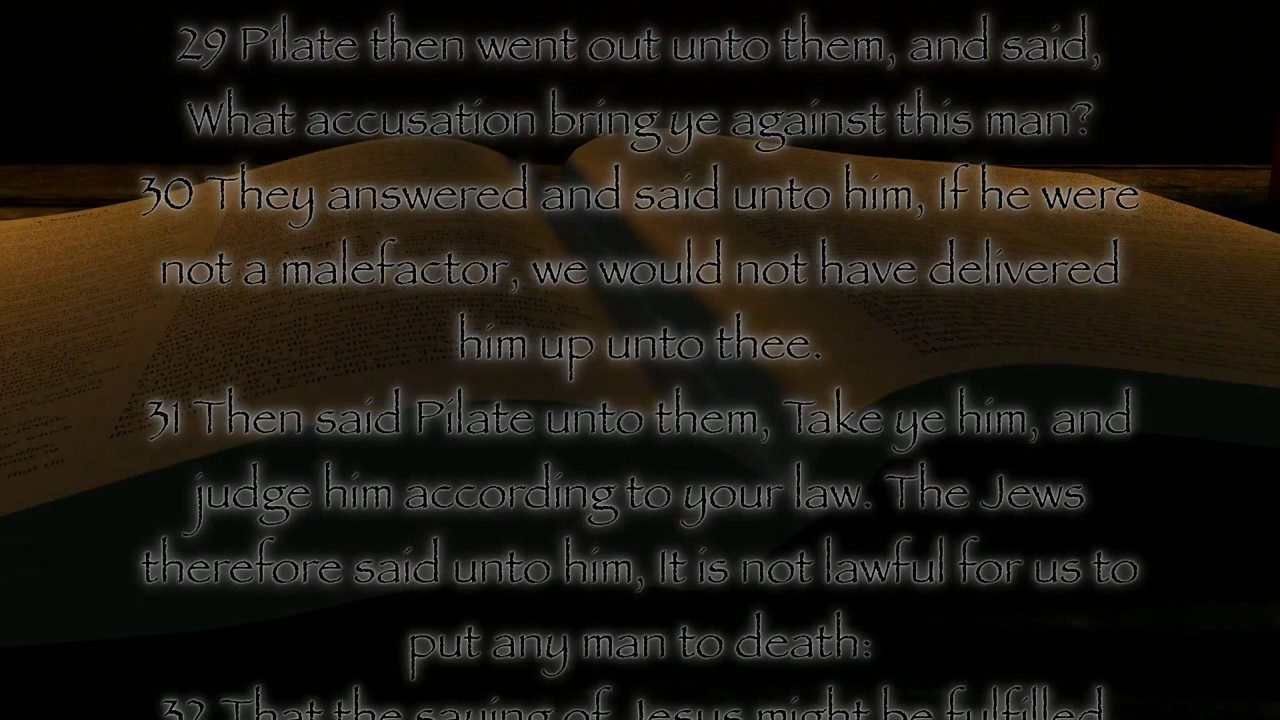 29 Pilate then went out unto them, and said,
What accusation bring ye against this man?
30 They answered and said unto him, If he were
not a malefactor, we would not have delivered
him up unto thee.
31 Then said Pilate unto them, Take ye him, and
judge him according to your law. The Jews
therefore said unto him, It is not lawful for us to
put any man to death:
32 That the saying of Jesus might be fulfilled,